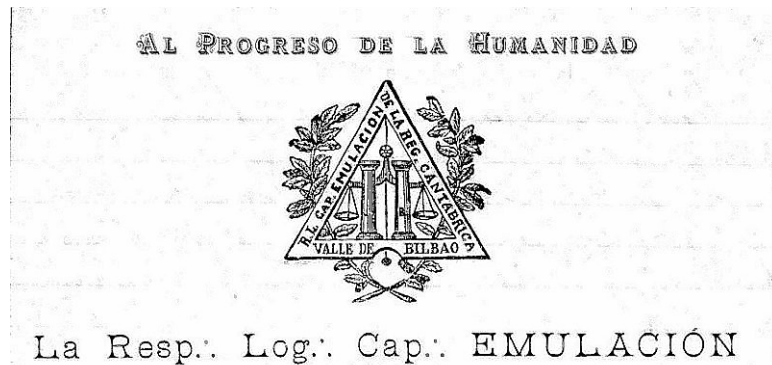 AL PROGRESO DE LA HUMANIDAD
R.L. CAP. EMULACION DE LA REG. CANTABRICA
VALLE DE BILBAO
La Resp∴ Log∴ Cap∴ EMULACIÓN